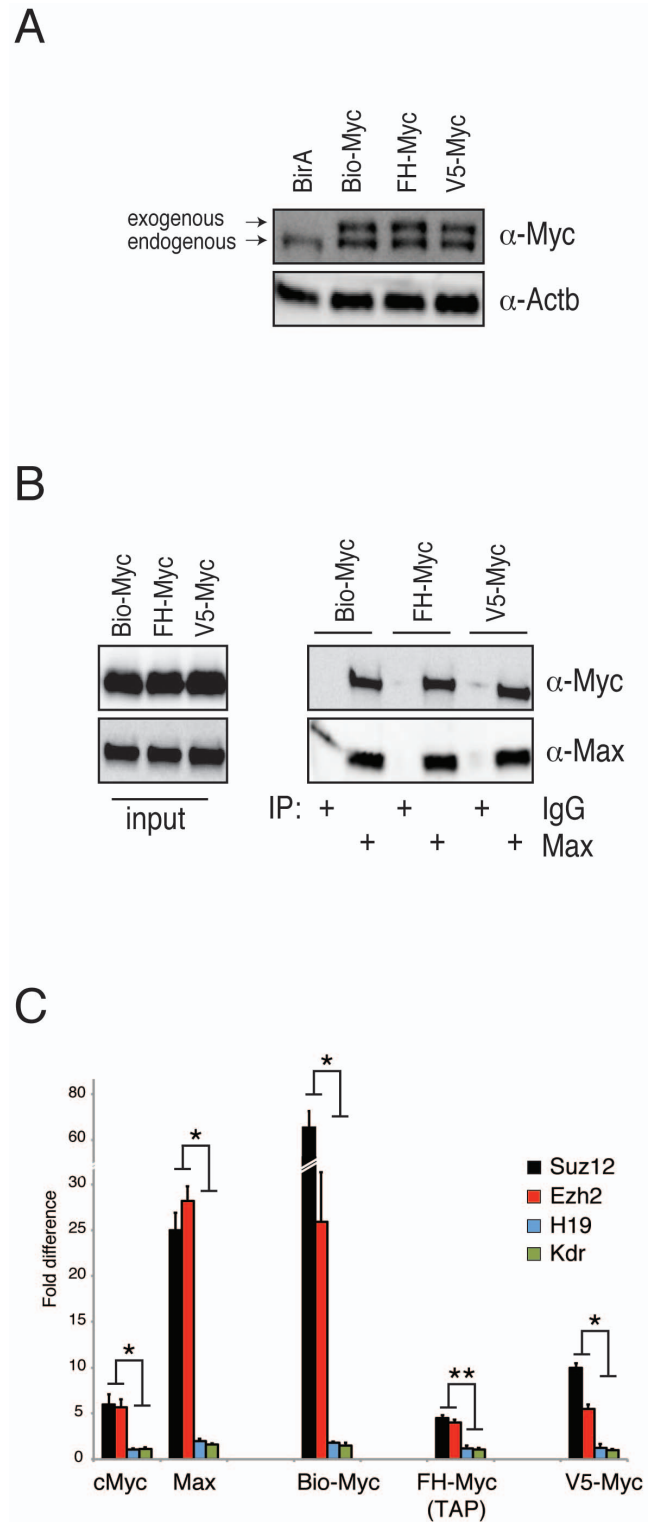 A
BirA
Bio-Myc
FH-Myc
V5-Myc
exogenous →
endogenous →
α-Myc
α-Actb
B
Bio-Myc
FH-Myc
V5-Myc
Bio-Myc
FH-Myc
V5-Myc
α-Myc
α-Max
input
IP: + + + IgG
+ + + Max
C
Fold difference
80
60
30
25
20
15
10
5
0
*
*
*
**
*
Suz12
Ezh2
H19
Kdr
cMyc Max Bio-Myc FH-Myc V5-Myc
(TAP)